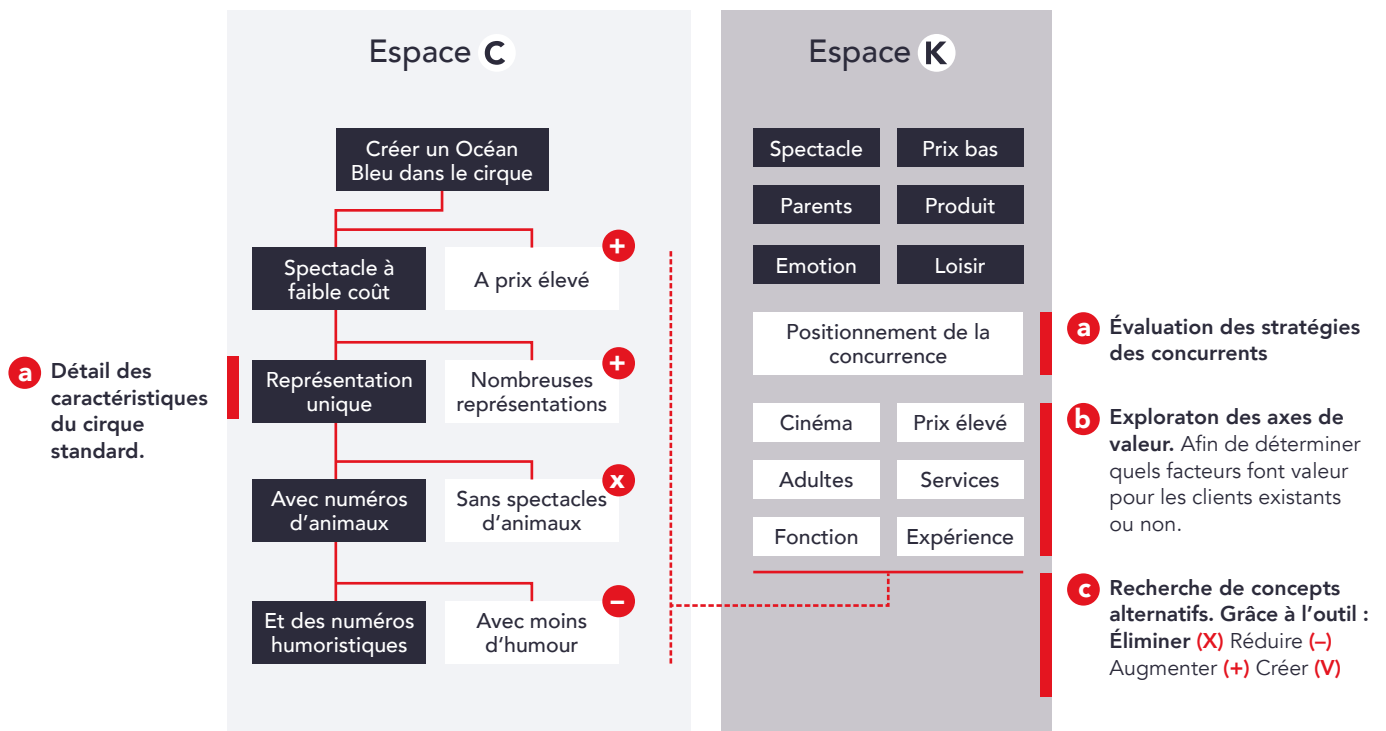 Espace C
Créer un Océan
Bleu dans le cirque
Spectacle à
faible coût
A prix élevé
+
a Détail des
caractéristiques
du cirque
standard.
Représentation
unique
Nombreuses
représentations
+
Avec numéros
d'animaux
Sans spectacles
d'animaux
x
Et des numéros
humoristiques
Avec moins
d'humour
–
Espace K
Spectacle
Prix bas
Parents
Produit
Emotion
Loisir
Positionnement de la
concurrence
Cinéma
Prix élevé
Adultes
Services
Fonction
Expérience
a Évaluation des stratégies
des concurrents
b Exploraton des axes de
valeur. Afin de déterminer
quels facteurs font valeur
pour les clients existants
ou non.
c Recherche de concepts
alternatifs. Grâce à l'outil :
Éliminer (X) Réduire (–)
Augmenter (+) Créer (V)